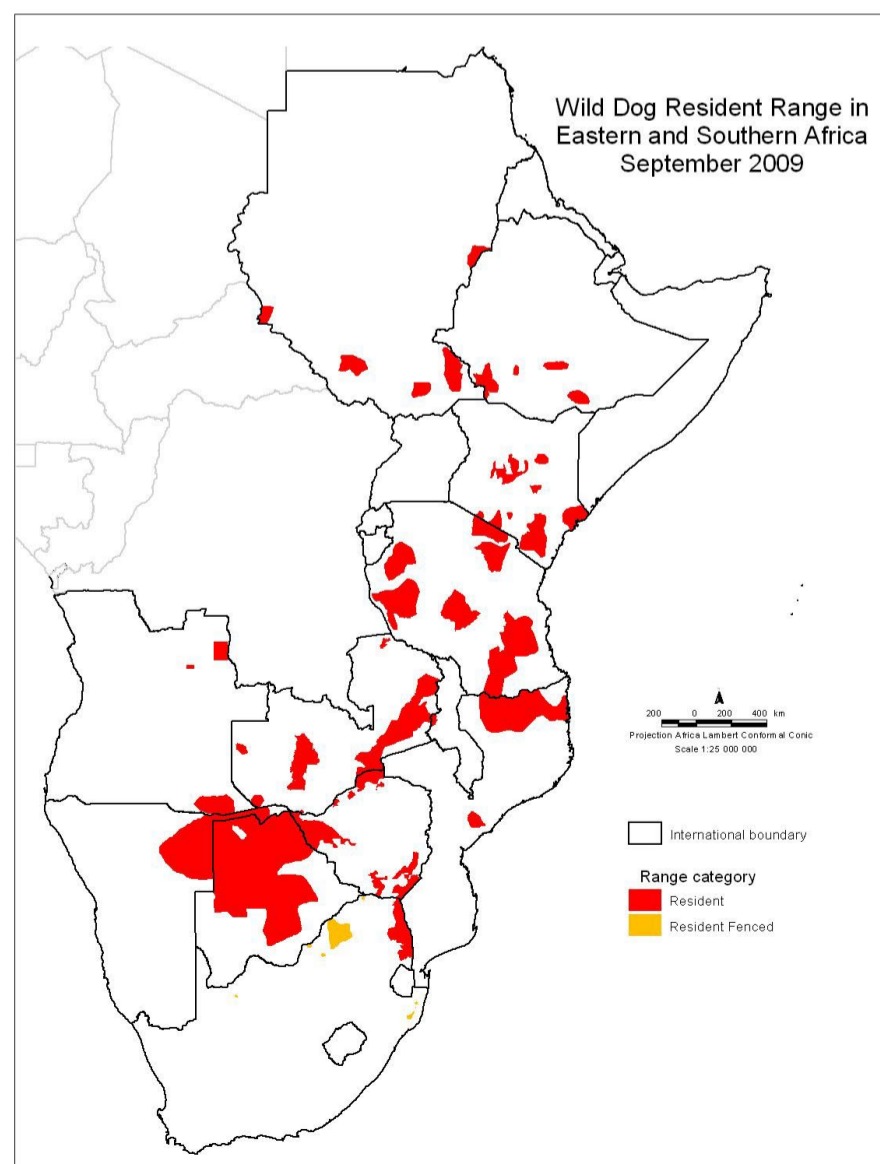 Wild Dog Resident Range in
Eastern and Southern Africa
September 2009
200 0 200 400 km
Projection Africa Lambert Conformal Conic
Scale 1:25 000 000
International boundary
Range category
Resident
Resident Fenced